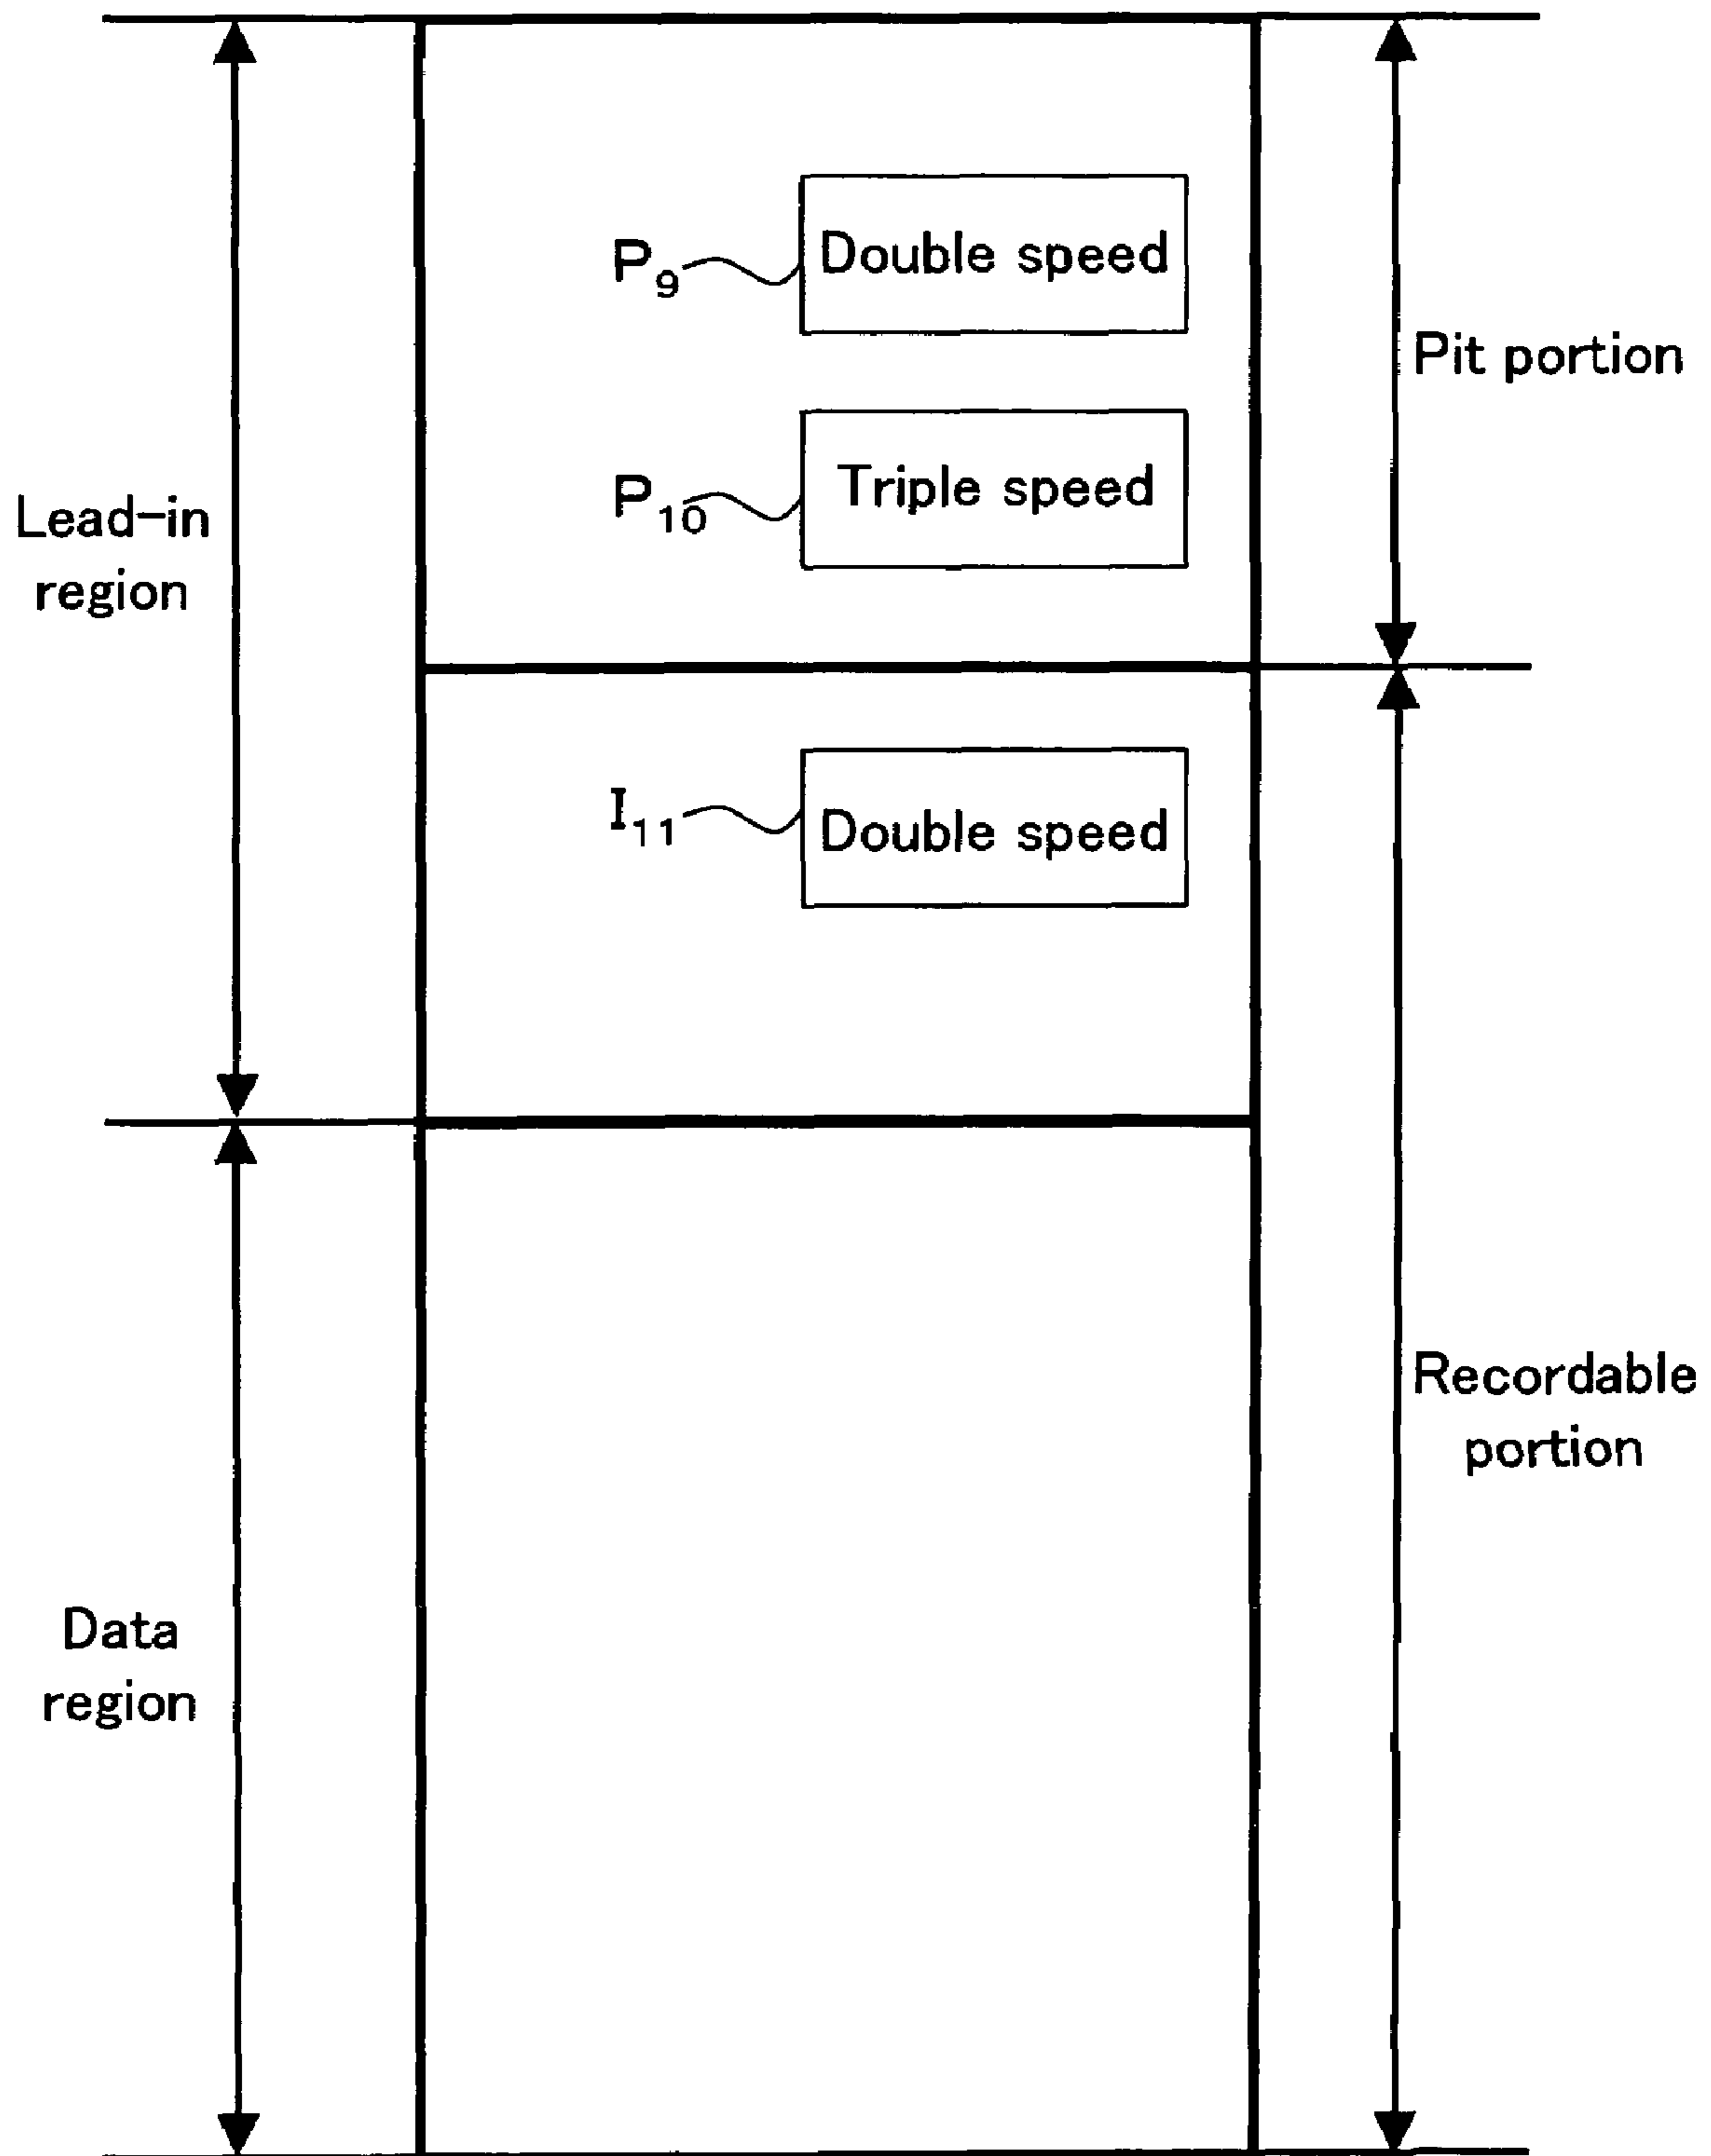 P₉
Double speed
Pit portion
P₁₀
Triple speed
Lead-in
region
I₁₁
Double speed
Recordable
portion
Data
region